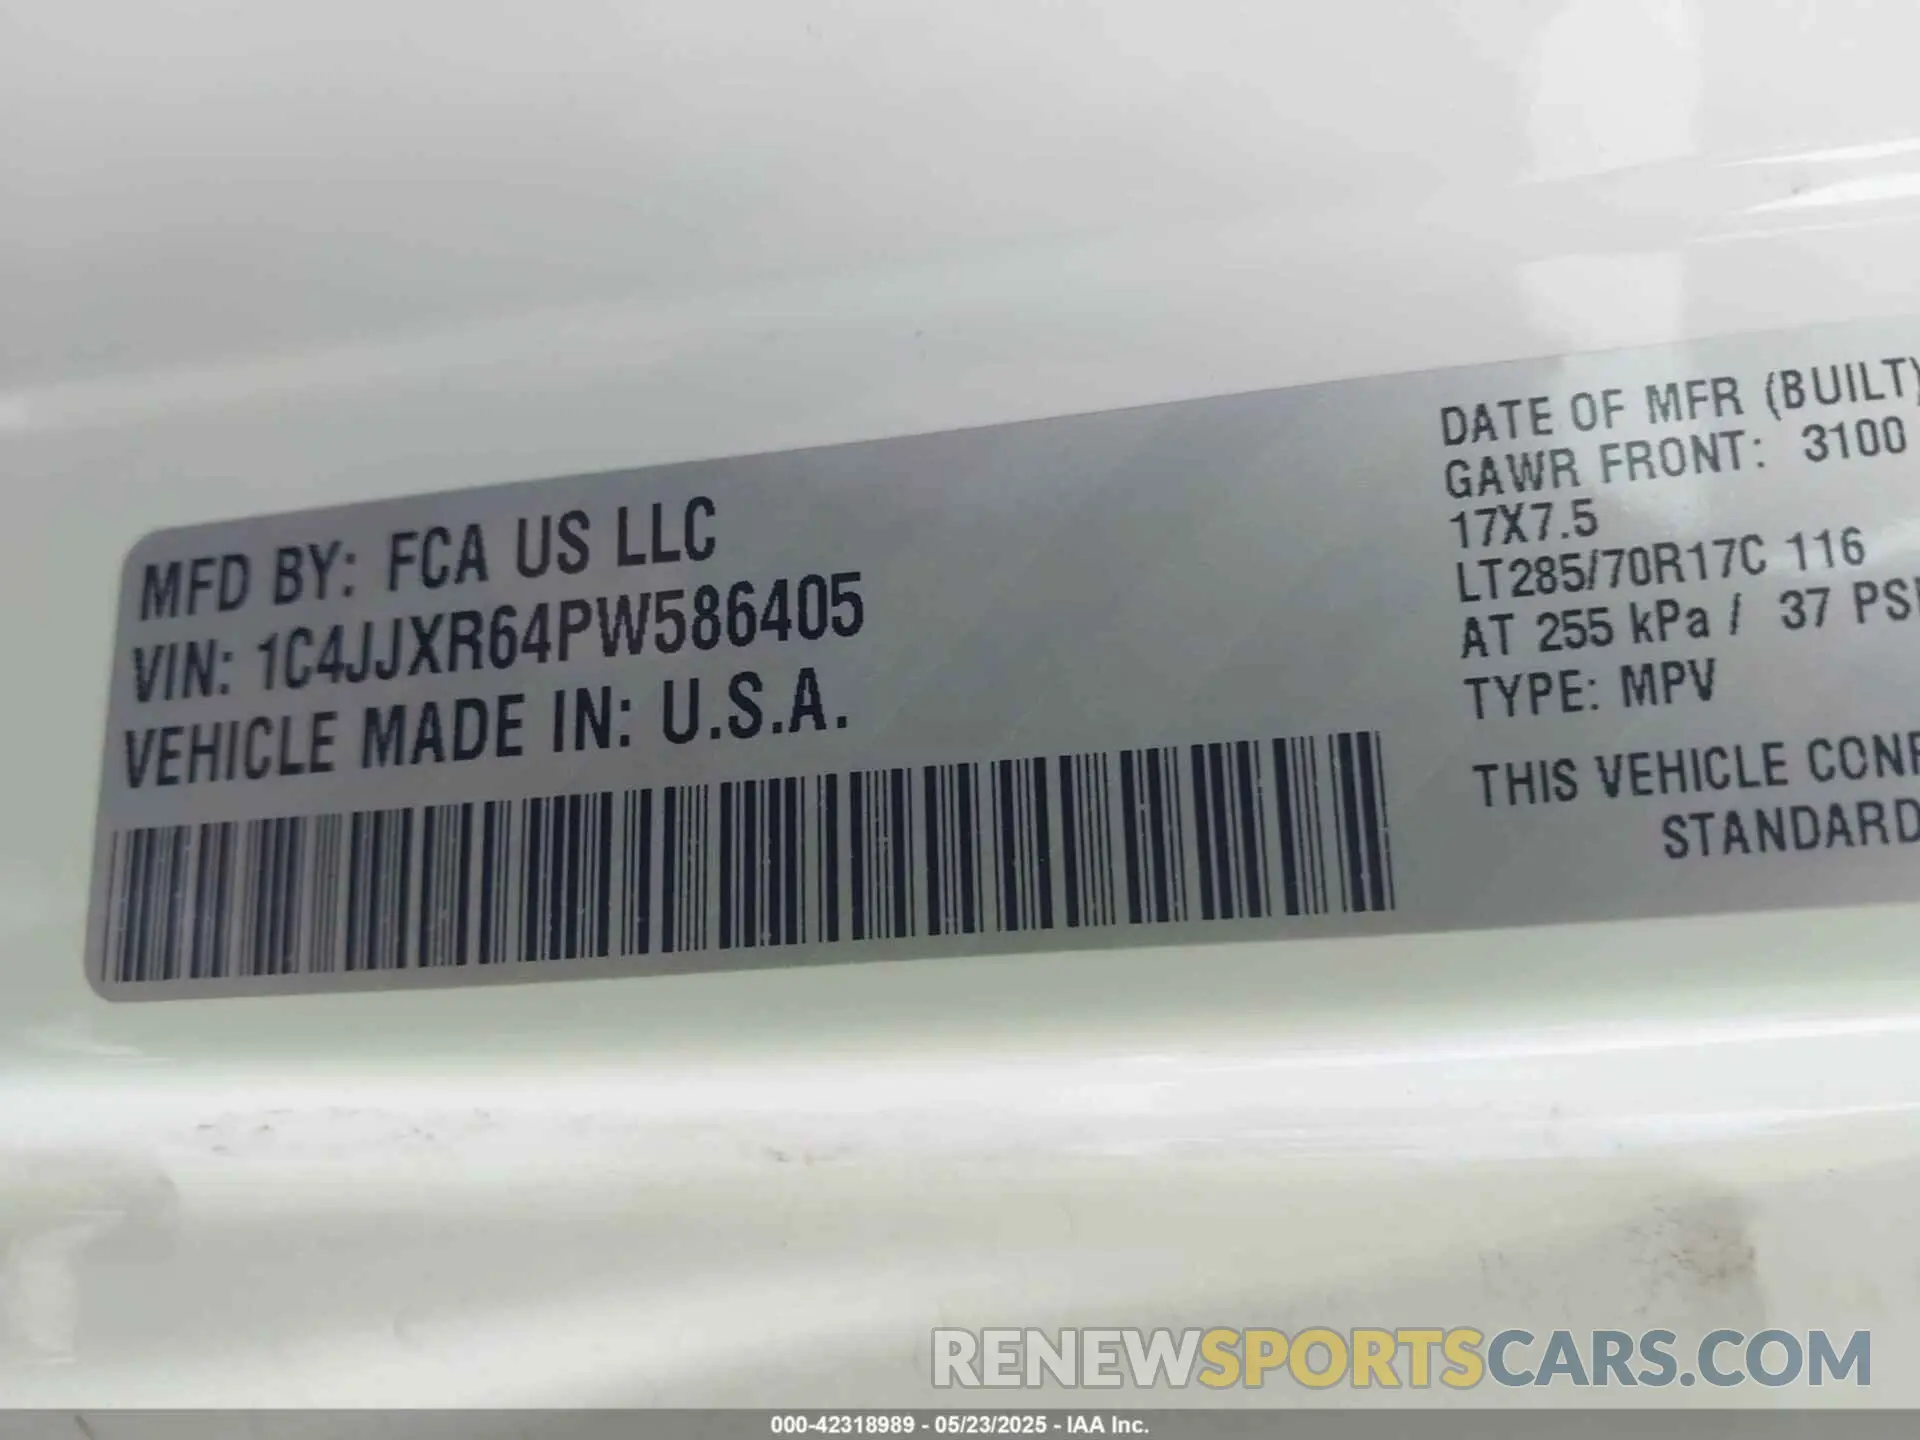 MFD BY: FCA US LLC
VIN: 1C4JJXR64PW586405
VEHICLE MADE IN: U.S.A.
DATE OF MFR (BUILT)
GAWR FRONT: 3100
17X7.5
LT285/70R17C 116
AT 255 kPa / 37 PSI
TYPE: MPV
THIS VEHICLE
STANDARD
RENEWSPORTSCARS.COM
000-42318989 - 05/23/2025 - IAA Inc.